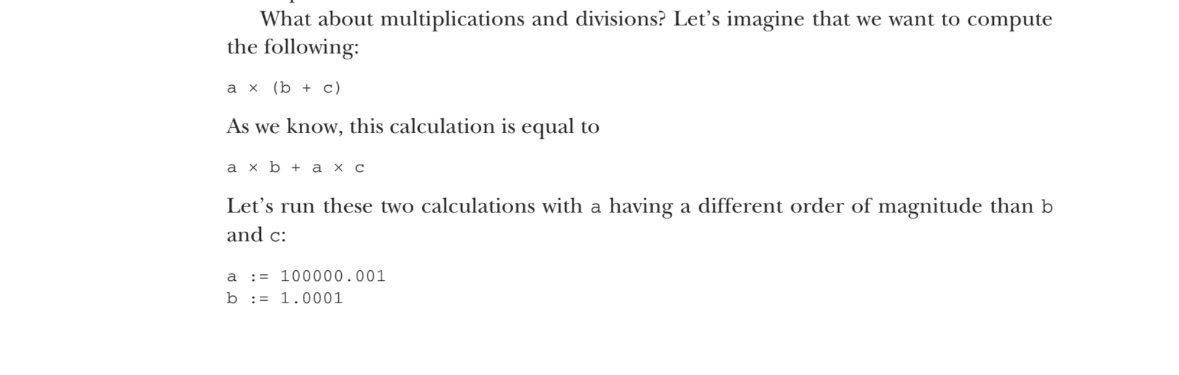 What about multiplications and divisions? Let’s imagine that we want to compute
the following:
a × (b + c)
As we know, this calculation is equal to
a × b + a × c
Let’s run these two calculations with a having a different order of magnitude than b
and c:
a := 100000.001
b := 1.0001